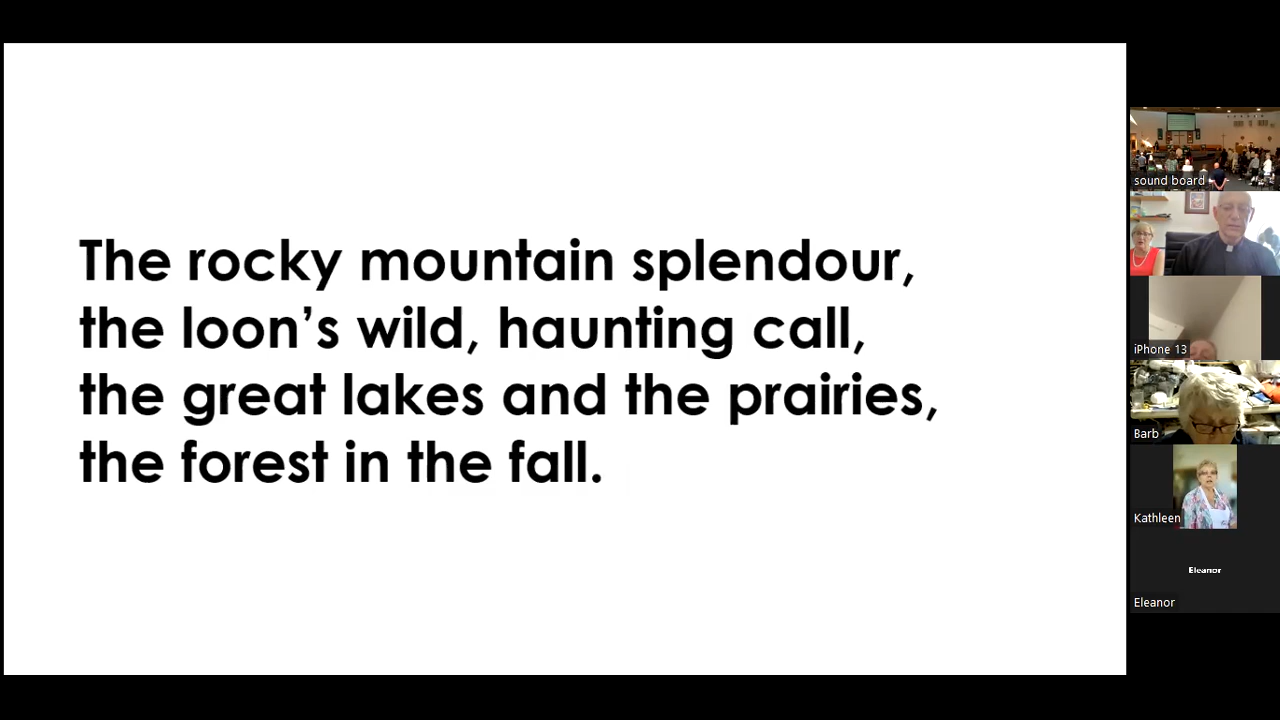 The rocky mountain splendour,
the loon’s wild, haunting call,
the great lakes and the prairies,
the forest in the fall.
sound board
iPhone 13
Barb
Kathleen
Eleanor
Eleanor